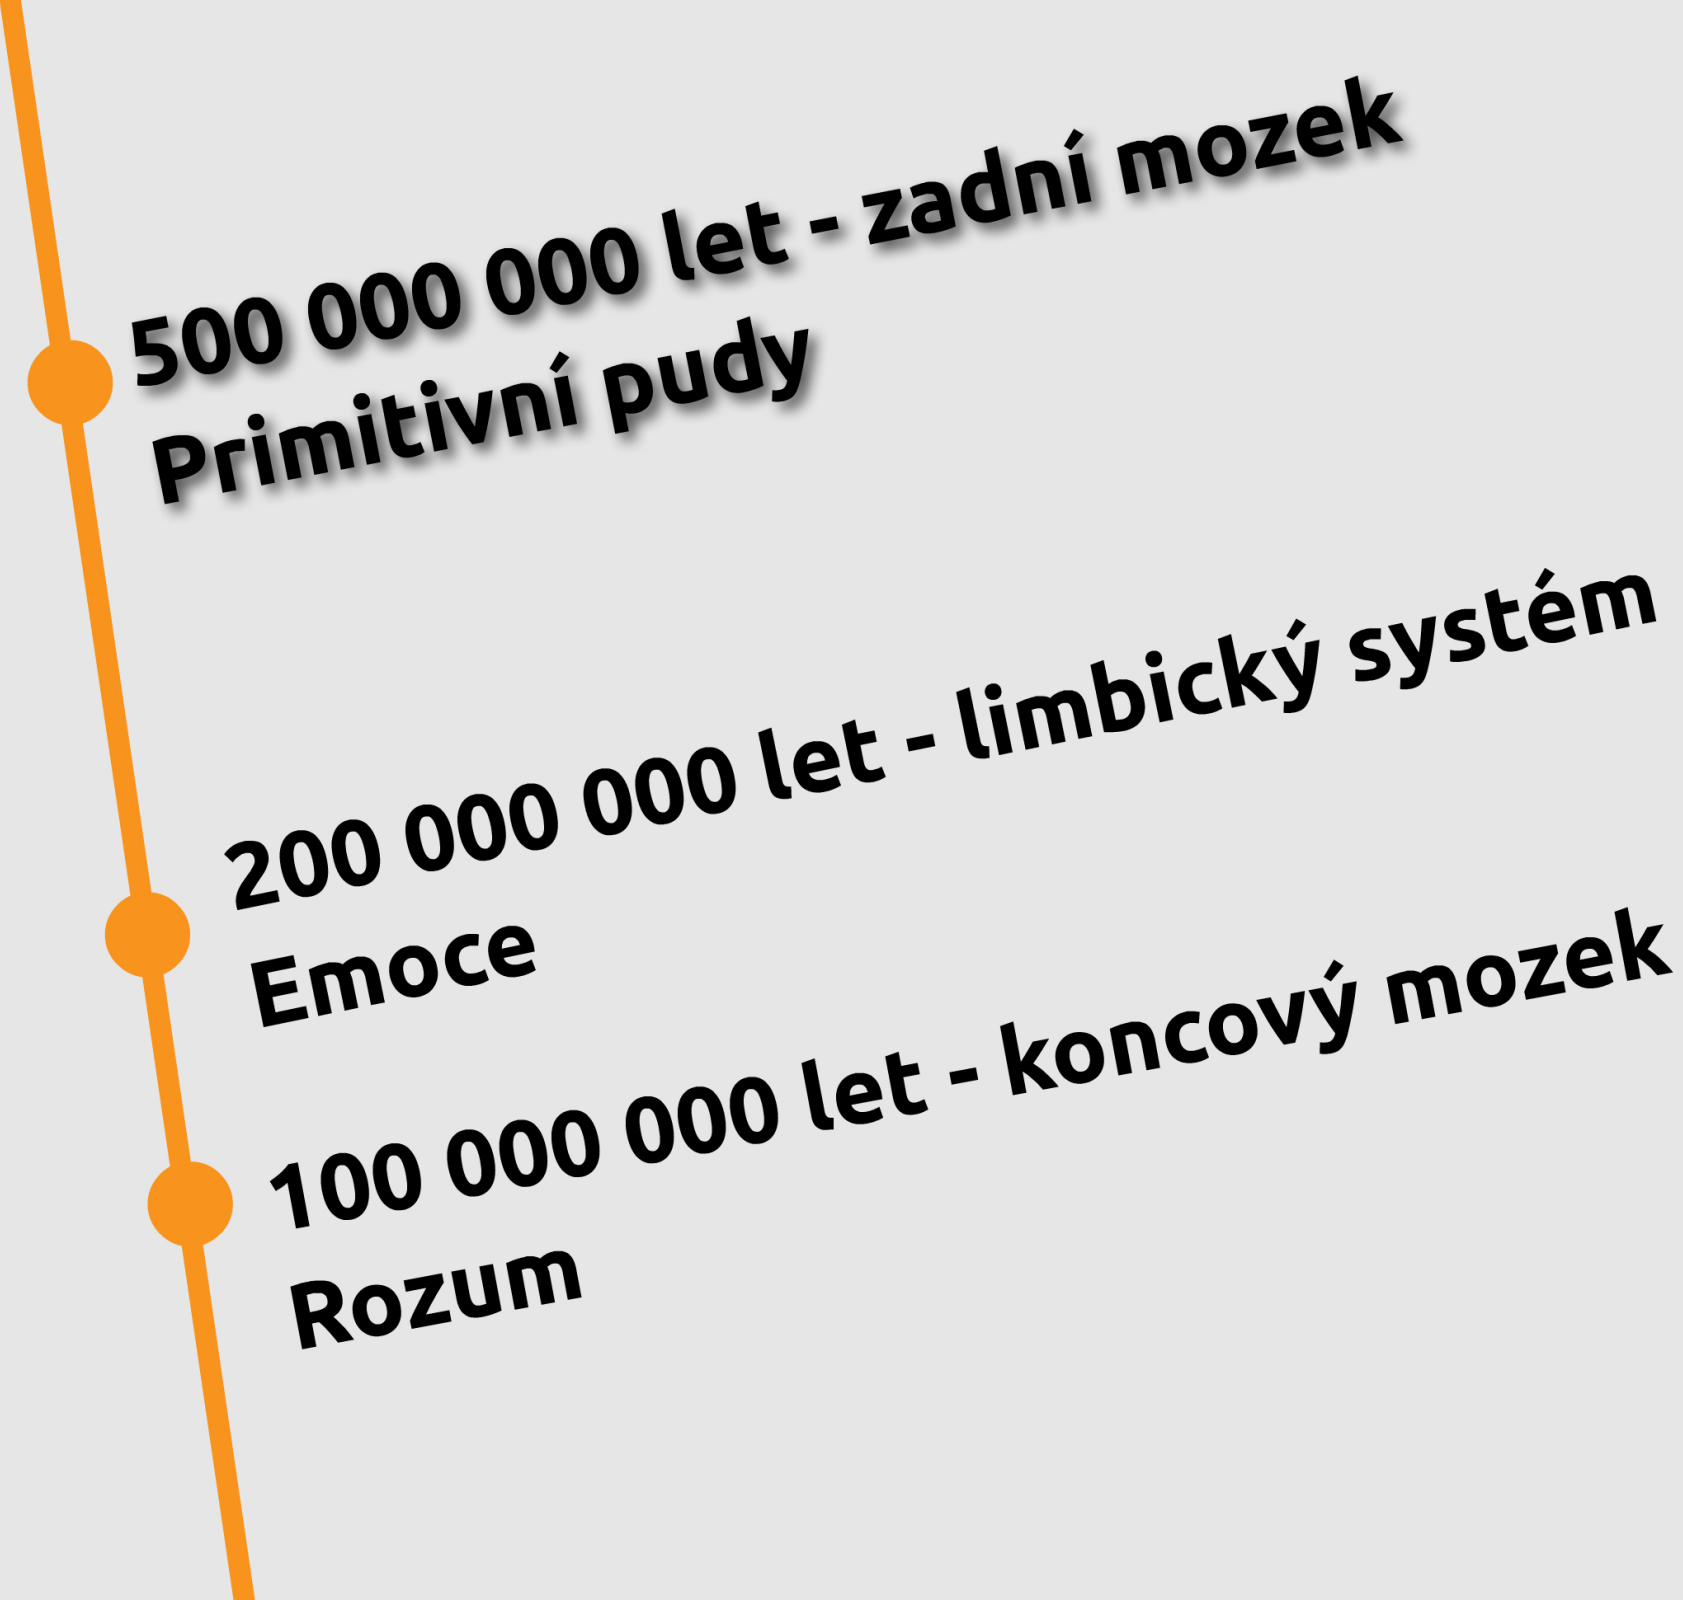 500 000 000 let - zadní mozek
Primitivní pudy
200 000 000 let - limbický systém
Emoce
100 000 000 let - koncový mozek
Rozum